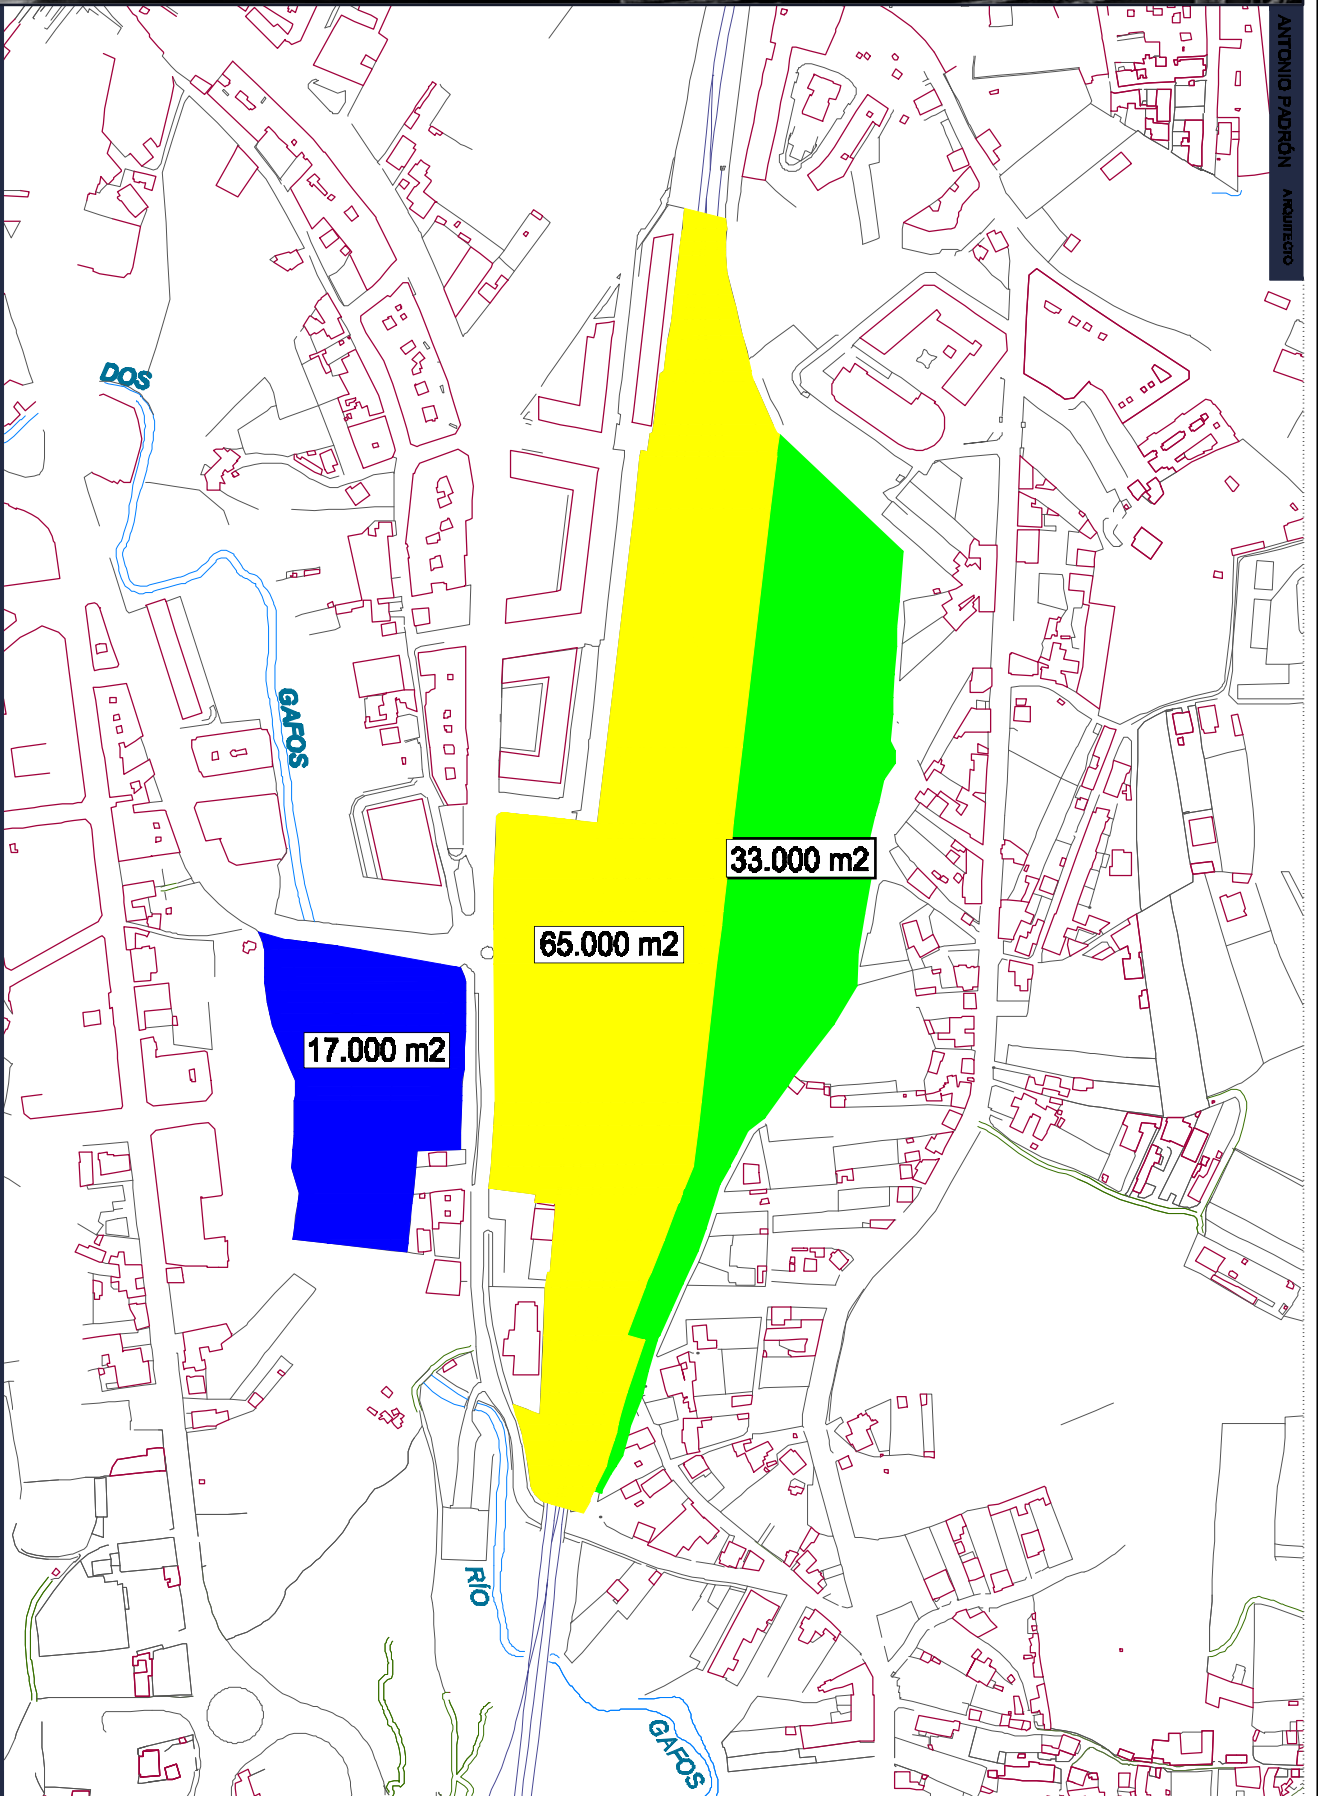 ANTONIO PADRÓN ARQUITECTO
DOS
GAFOS
33.000 m2
65.000 m2
17.000 m2
RÍO
GAFOS